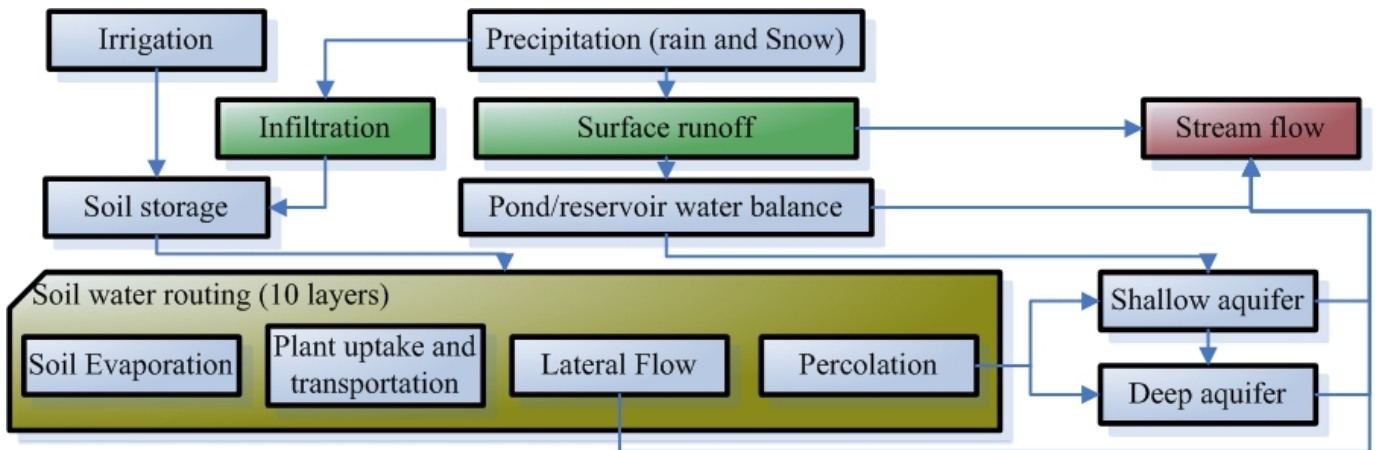 Irrigation
Precipitation (rain and Snow)
Infiltration
Surface runoff
Stream flow
Soil storage
Pond/reservoir water balance
Soil water routing (10 layers)
Shallow aquifer
Soil Evaporation
Plant uptake and
transportation
Lateral Flow
Percolation
Deep aquifer